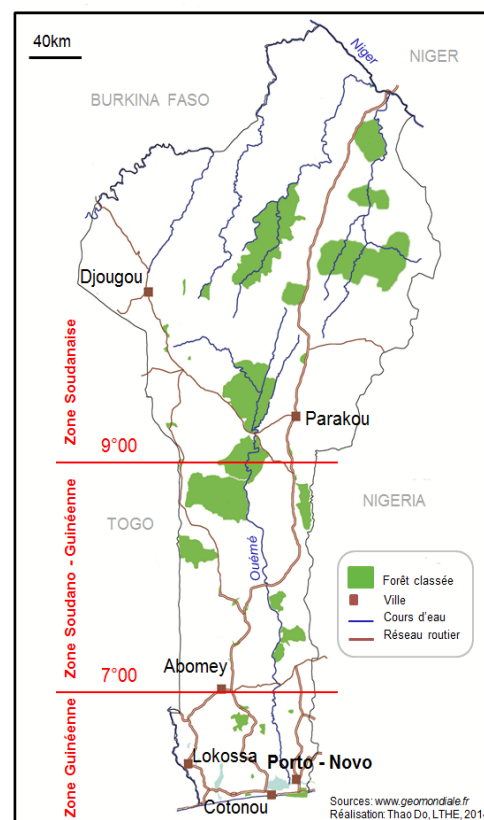 40km
Niger
NIGER
BURKINA FASO
Djougou
Zone Soudanaise
Parakou
9°00
NIGERIA
TOGO
Ouémé
Zone Soudano - Guinéenne
Forêt classée
Ville
Cours d'eau
Réseau routier
Abomey
7°00
Zone Guinéenne
Lokossa
Porto - Novo
Cotonou
Sources: www.geomondiale.fr
Réalisation: Thao Do, LTHE, 2014